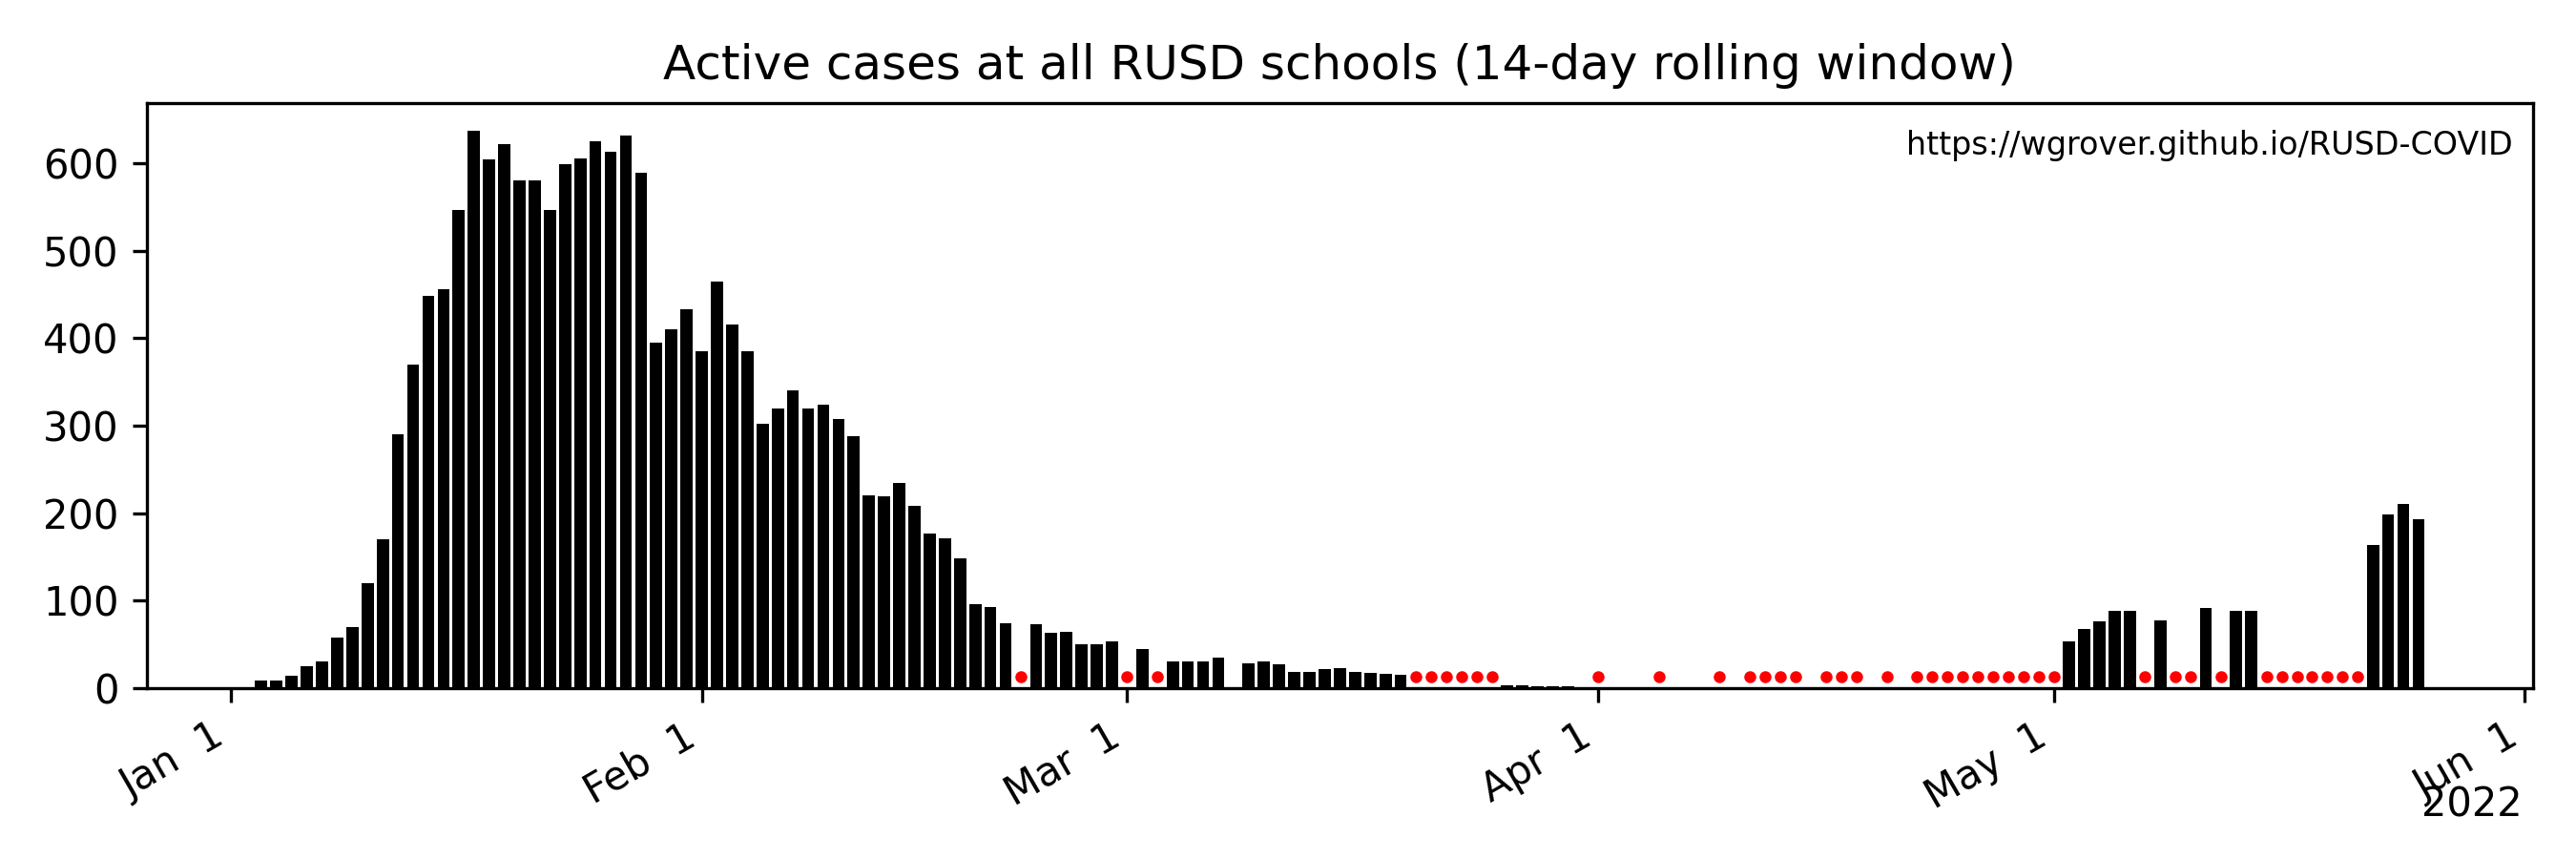 Active cases at all RUSD schools (14-day rolling window)
https://wgrover.github.io/RUSD-COVID
600
500
400
300
200
100
0
Jan 1
Feb 1
Mar 1
Apr 1
May 1
Jun 1
2022